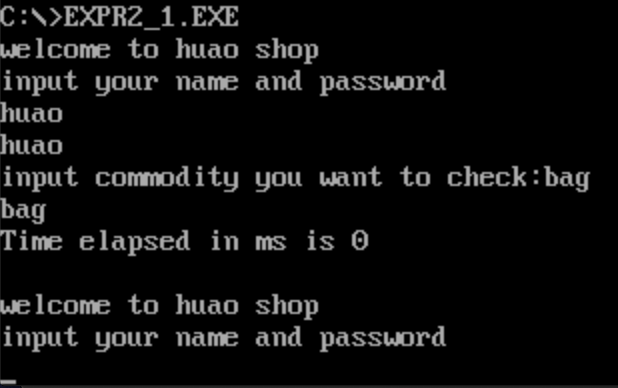 C:\>EXPR2_1.EXE
welcome to huao shop
input your name and password
huao
huao
input commodity you want to check:bag
bag
Time elapsed in ms is 0
welcome to huao shop
input your name and password